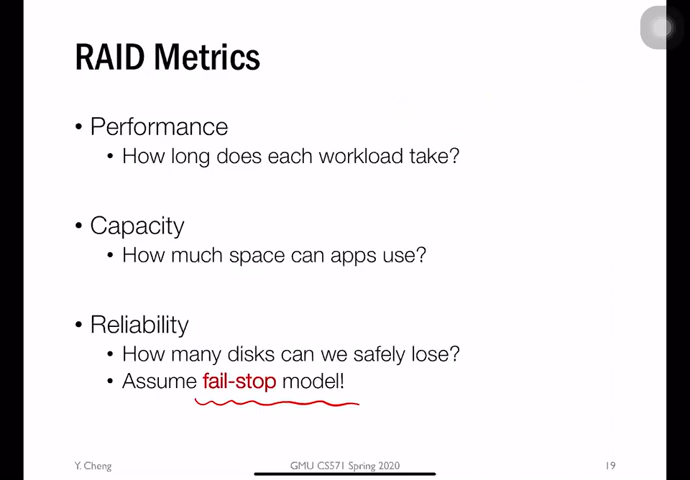 RAID Metrics
• Performance
• How long does each workload take?
• Capacity
• How much space can apps use?
• Reliability
• How many disks can we safely lose?
• Assume fail-stop model!
Y. Cheng
GMU CS571 Spring 2020
19